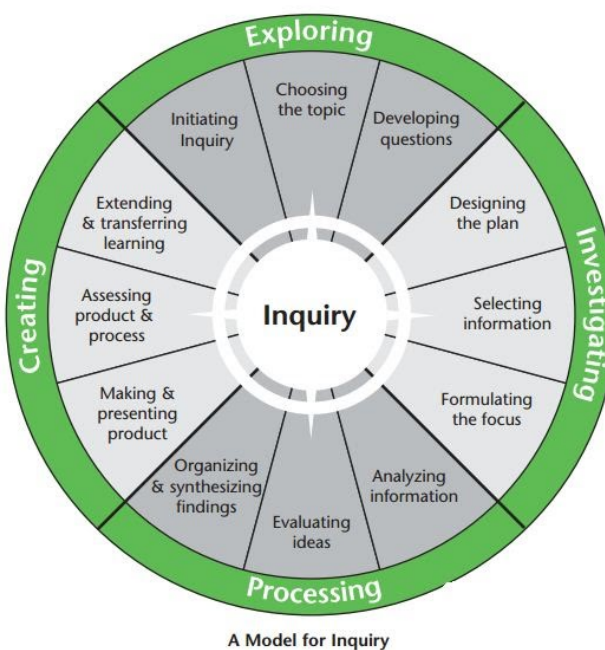 Exploring
Initiating
Inquiry
Choosing
the topic
Developing
questions
Investigating
Designing
the plan
Selecting
information
Formulating
the focus
Processing
Analyzing
information
Evaluating
ideas
Organizing
& synthesizing
findings
Creating
Making &
presenting
product
Assessing
product &
process
Extending
& transferring
learning
Inquiry
A Model for Inquiry